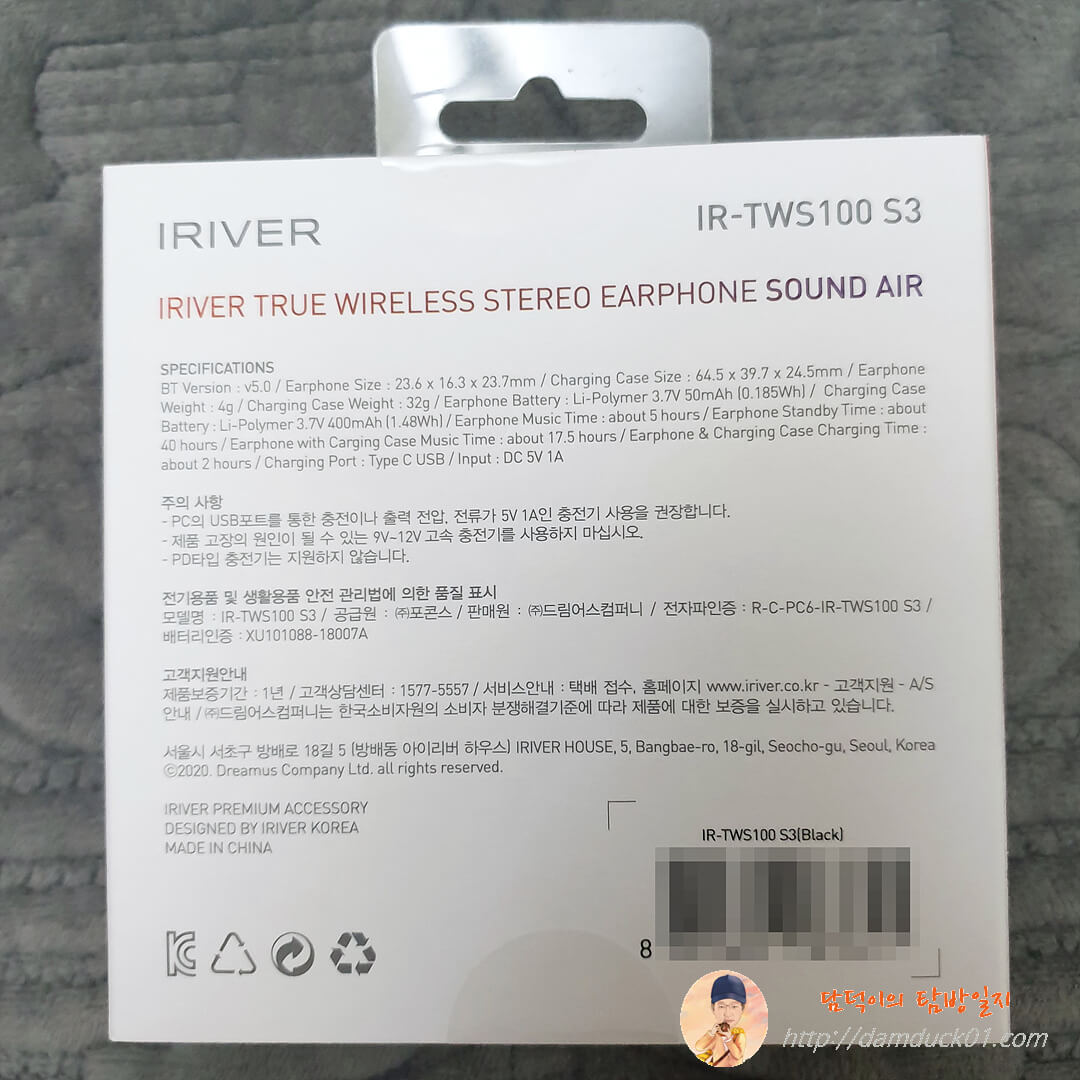 IRIVER
IR-TWS100 S3
IRIVER TRUE WIRELESS STEREO EARPHONE SOUND AIR
SPECIFICATIONS
BT Version : v5.0 / Earphone Size : 23.6 x 16.3 x 23.7mm / Charging Case Size : 64.5 x 39.7 x 24.5mm / Earphone
Weight : 4g / Charging Case Weight : 32g / Earphone Battery : Li-Polymer 3.7V 50mAh (0.185Wh) / Charging Case
Battery : Li-Polymer 3.7V 400mAh (1.48Wh) / Earphone Music Time : about 5 hours / Earphone Standby Time : about
40 hours / Earphone with Carging Case Music Time : about 17.5 hours / Earphone & Charging Case Charging Time :
about 2 hours / Charging Port : Type C USB / Input : DC 5V 1A
주의 사항
- PC의 USB포트를 통한 충전이나 출력 전압, 전류가 5V 1A인 충전기 사용을 권장합니다.
- 제품 고장의 원인이 될 수 있는 9V~12V 고속 충전기를 사용하지 마십시오.
- PD타입 충전기는 지원하지 않습니다.
전기용품 및 생활용품 안전 관리법에 의한 품질 표시
모델명 : IR-TWS100 S3 / 공급원 : ㈜포콘스 / 판매원 : ㈜드림어스컴퍼니 / 전자파인증 : R-C-PC6-IR-TWS100 S3 /
배터리인증 : XU101088-18007A
고객지원안내
제품보증기간 : 1년 / 고객상담센터 : 1577-5557 / 서비스안내 : 택배 접수, 홈페이지 www.iriver.co.kr - 고객지원 - A/S
안내 / ㈜드림어스컴퍼니는 한국소비자원의 소비자 분쟁해결기준에 따라 제품에 대한 보증을 실시하고 있습니다.
서울시 서초구 방배로 18길 5 (방배동 아이리버 하우스) IRIVER HOUSE, 5, Bangbae-ro, 18-gil, Seocho-gu, Seoul, Korea
©2020. Dreamus Company Ltd. all rights reserved.
IRIVER PREMIUM ACCESSORY
DESIGNED BY IRIVER KOREA
MADE IN CHINA
IR-TWS100 S3(Black)
8
담덕이의 탐방일지
http://damduck01.com